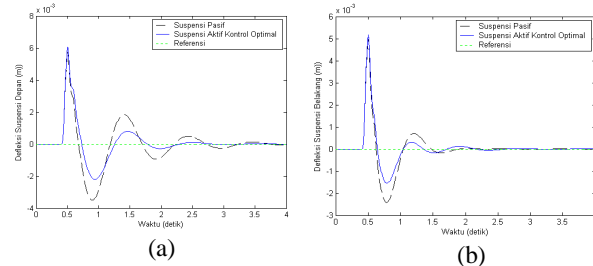 x 10⁻³
8
6
4
2
0
-2
-4
Defleksi Suspensi Depan (m))
Suspensi Pasif
Suspensi Aktif Kontrol Optimal
Referensi
0 0.5 1 1.5 2 2.5 3 3.5 4
Waktu (detik)
(a)
x 10⁻³
6
5
4
3
2
1
0
-1
-2
-3
Defleksi Suspensi Belakang (m))
Suspensi Pasif
Suspensi Aktif Kontrol Optimal
Referensi
0 0.5 1 1.5 2 2.5 3 3.5
Waktu (detik)
(b)